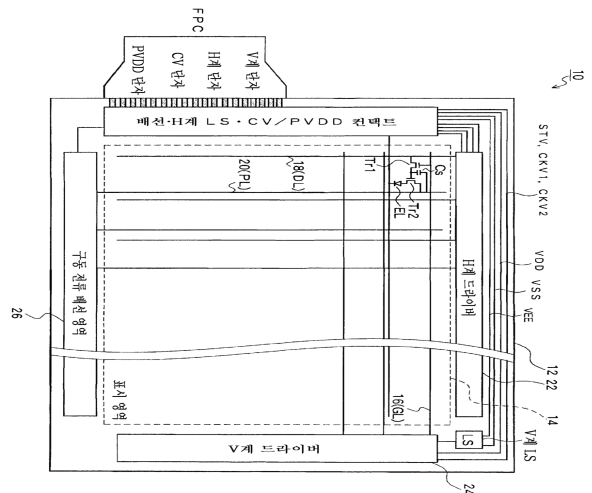 10
FPC
PVDD 단자
CV 단자
H계 단자
V계 단자
배선·H계 LS·CV/PVDD 컨택트
STV, CKV1, CKV2
VDD
VSS
VEE
12
22
14
H계 드라이버
Tr1
Cs
Tr2
EL
18(DL)
20(PL)
16(GL)
구동 전류 배선 영역
26
표시 영역
LS
V계 LS
V계 드라이버
24